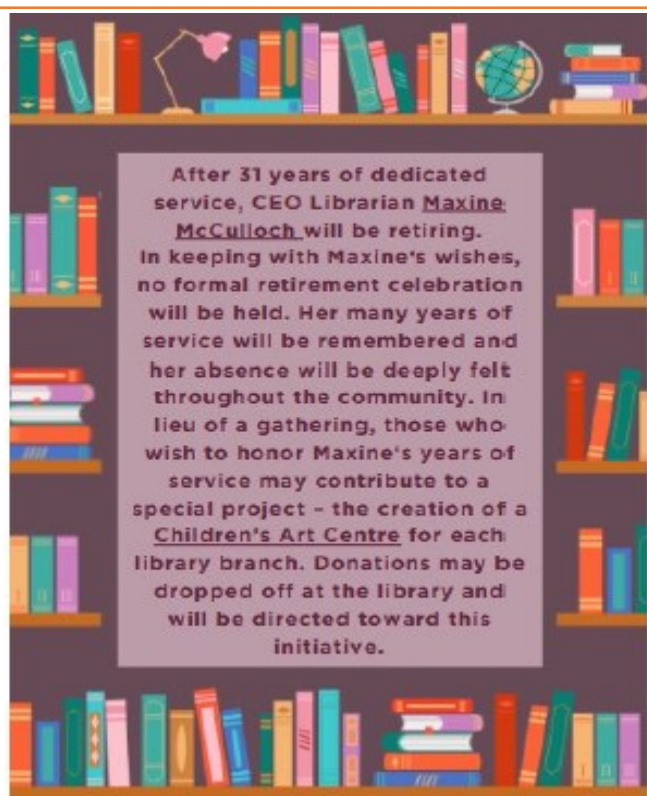 After 31 years of dedicated
service, CEO Librarian Maxine
McCulloch will be retiring.
In keeping with Maxine's wishes,
no formal retirement celebration
will be held. Her many years of
service will be remembered and
her absence will be deeply felt
throughout the community. In
lieu of a gathering, those who
wish to honor Maxine's years of
service may contribute to a
special project - the creation of a
Children's Art Centre for each
library branch. Donations may be
dropped off at the library and
will be directed toward this
initiative.